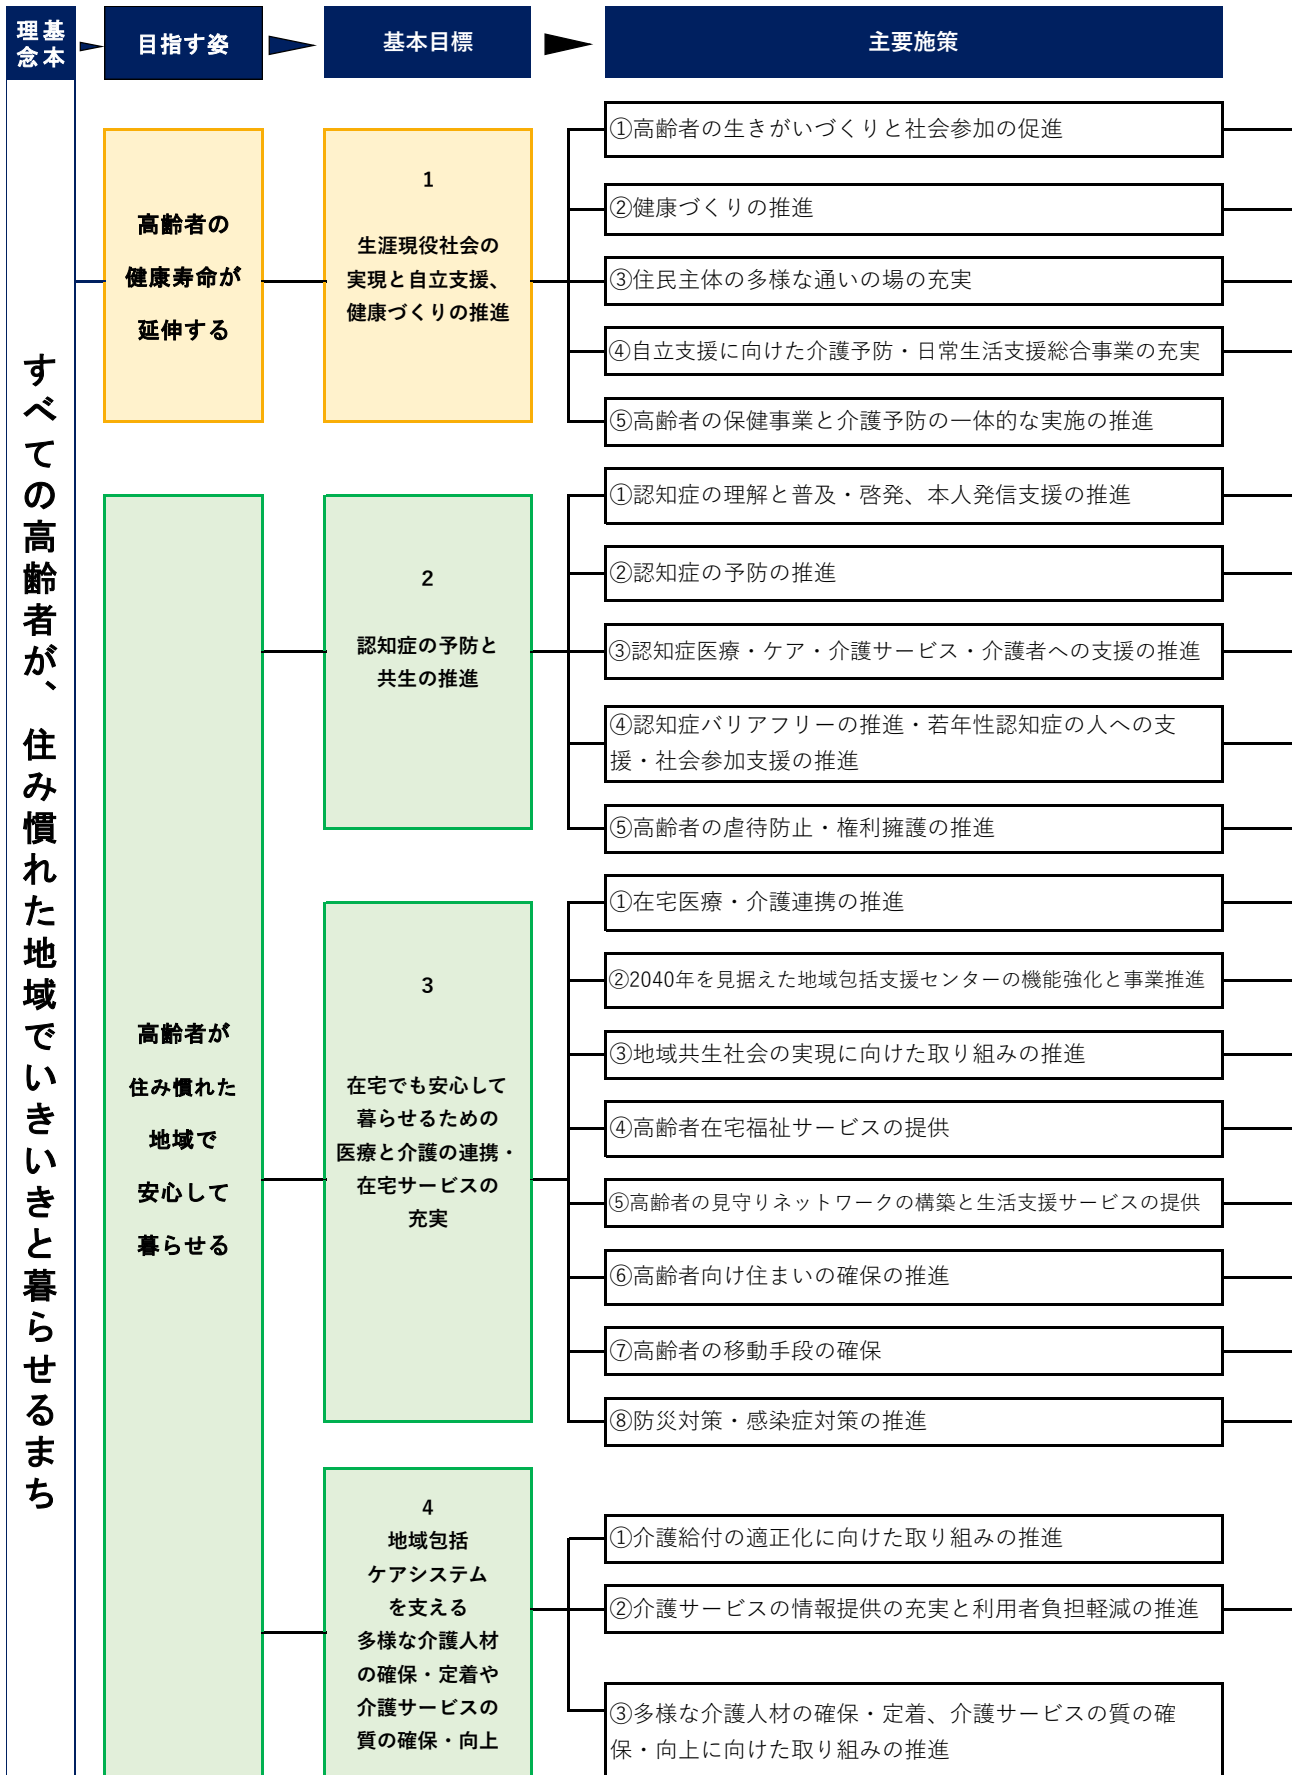 基本
理念
目指す姿
基本目標
主要施策
すべての高齢者が、住み慣れた地域でいきいきと暮らせるまち
高齢者の
健康寿命が
延伸する
1
生涯現役社会の
実現と自立支援、
健康づくりの推進
①高齢者の生きがいづくりと社会参加の促進
②健康づくりの推進
③住民主体の多様な通いの場の充実
④自立支援に向けた介護予防・日常生活支援総合事業の充実
⑤高齢者の保健事業と介護予防の一体的な実施の推進
高齢者が
住み慣れた
地域で
安心して
暮らせる
2
認知症の予防と
共生の推進
①認知症の理解と普及・啓発、本人発信支援の推進
②認知症の予防の推進
③認知症医療・ケア・介護サービス・介護者への支援の推進
④認知症バリアフリーの推進・若年性認知症の人への支
援・社会参加支援の推進
⑤高齢者の虐待防止・権利擁護の推進
3
在宅でも安心して
暮らせるための
医療と介護の連携・
在宅サービスの
充実
①在宅医療・介護連携の推進
②2040年を見据えた地域包括支援センターの機能強化と事業推進
③地域共生社会の実現に向けた取り組みの推進
④高齢者在宅福祉サービスの提供
⑤高齢者の見守りネットワークの構築と生活支援サービスの提供
⑥高齢者向け住まいの確保の推進
⑦高齢者の移動手段の確保
⑧防災対策・感染症対策の推進
4
地域包括
ケアシステム
を支える
多様な介護人材
の確保・定着や
介護サービスの
質の確保・向上
①介護給付の適正化に向けた取り組みの推進
②介護サービスの情報提供の充実と利用者負担軽減の推進
③多様な介護人材の確保・定着、介護サービスの質の確
保・向上に向けた取り組みの推進